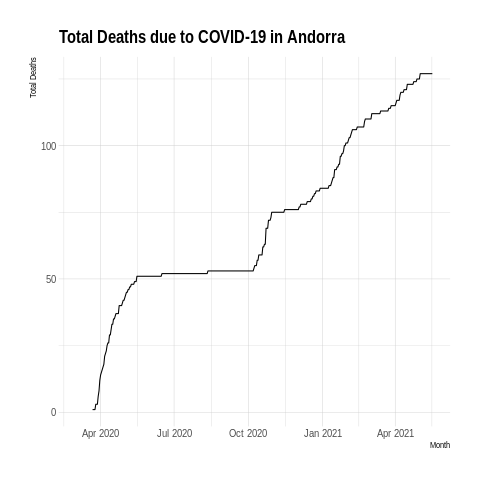 Total Deaths due to COVID-19 in Andorra
Total Deaths
100
50
0
Apr 2020 Jul 2020 Oct 2020 Jan 2021 Apr 2021
Month